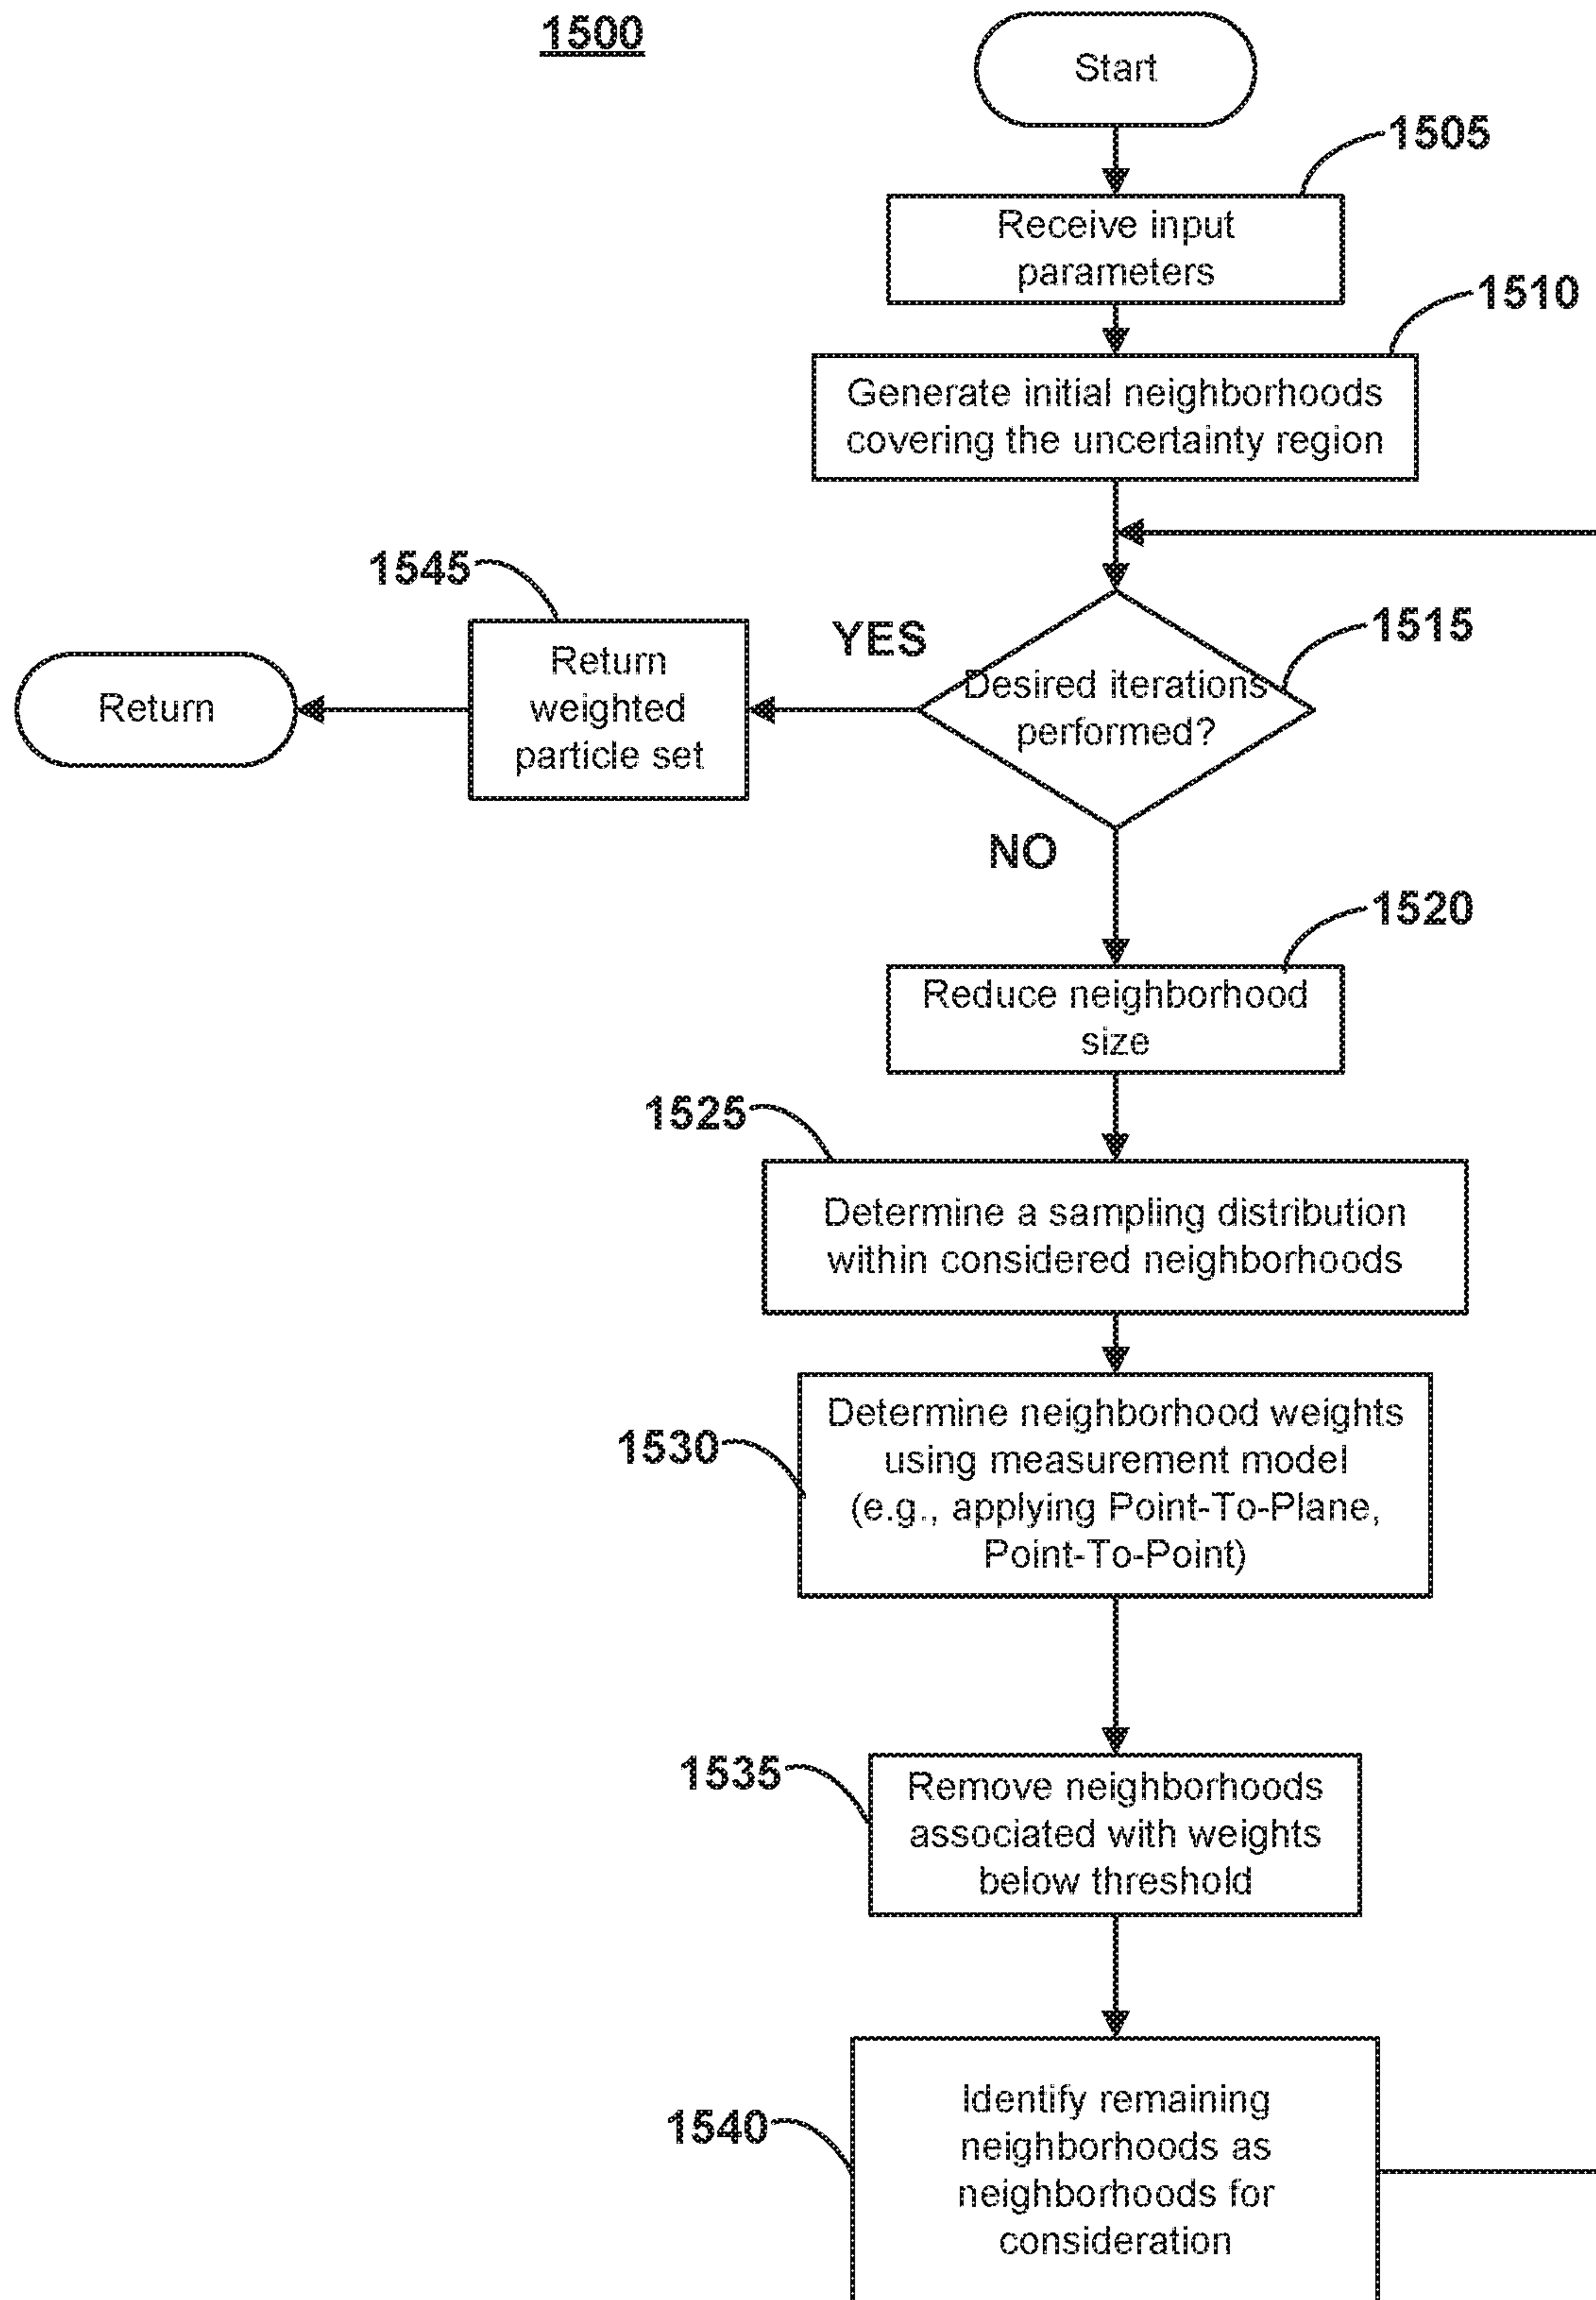 1500
Start
1505
Receive input
parameters
1510
Generate initial neighborhoods
covering the uncertainty region
1545
Return
weighted
particle set
Return
YES
1515
Desired iterations
performed?
NO
1520
Reduce neighborhood
size
1525
Determine a sampling distribution
within considered neighborhoods
1530
Determine neighborhood weights
using measurement model
(e.g., applying Point-To-Plane,
Point-To-Point)
1535
Remove neighborhoods
associated with weights
below threshold
1540
Identify remaining
neighborhoods as
neighborhoods for
consideration